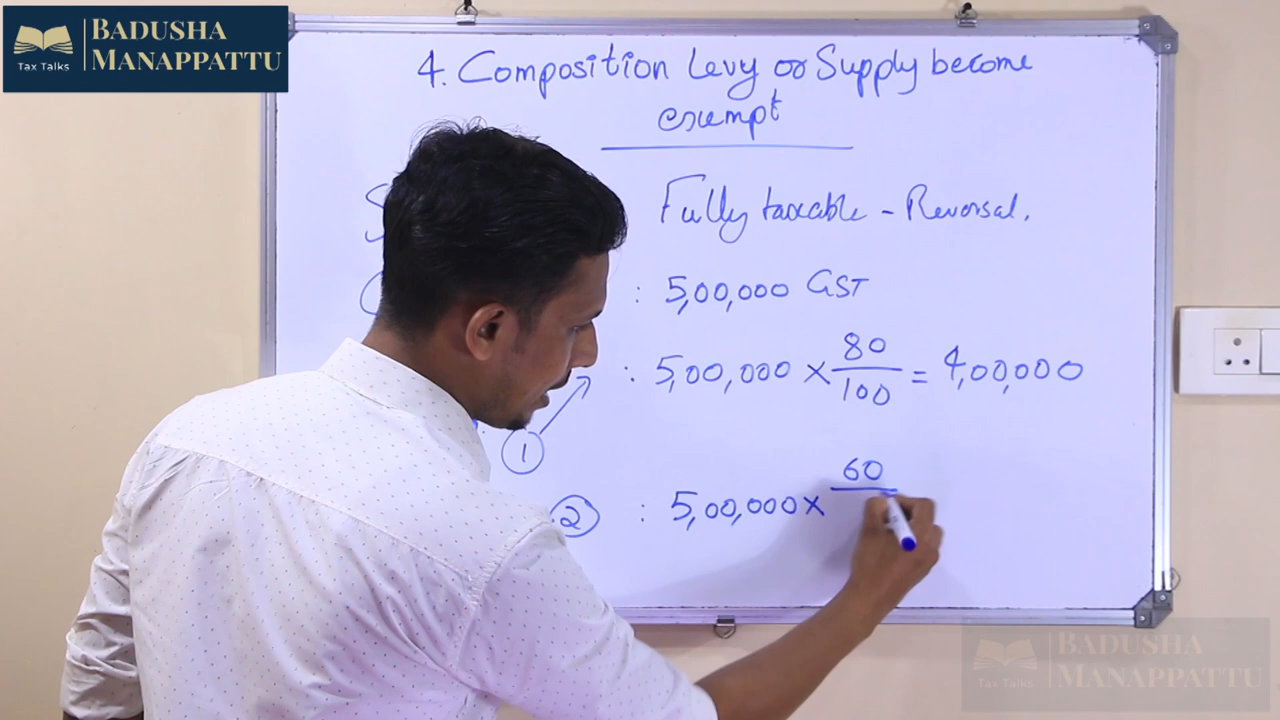 BADUSHA
MANAPPATTU
Tax Talks
4. Composition Levy or Supply become
exempt
Fully taxable - Reversal.
: 5,00,000 GST
: 5,00,000 × 80/100 = 4,00,000
1
2 : 5,00,000 × 60
BADUSHA
MANAPPATTU
Tax Talks